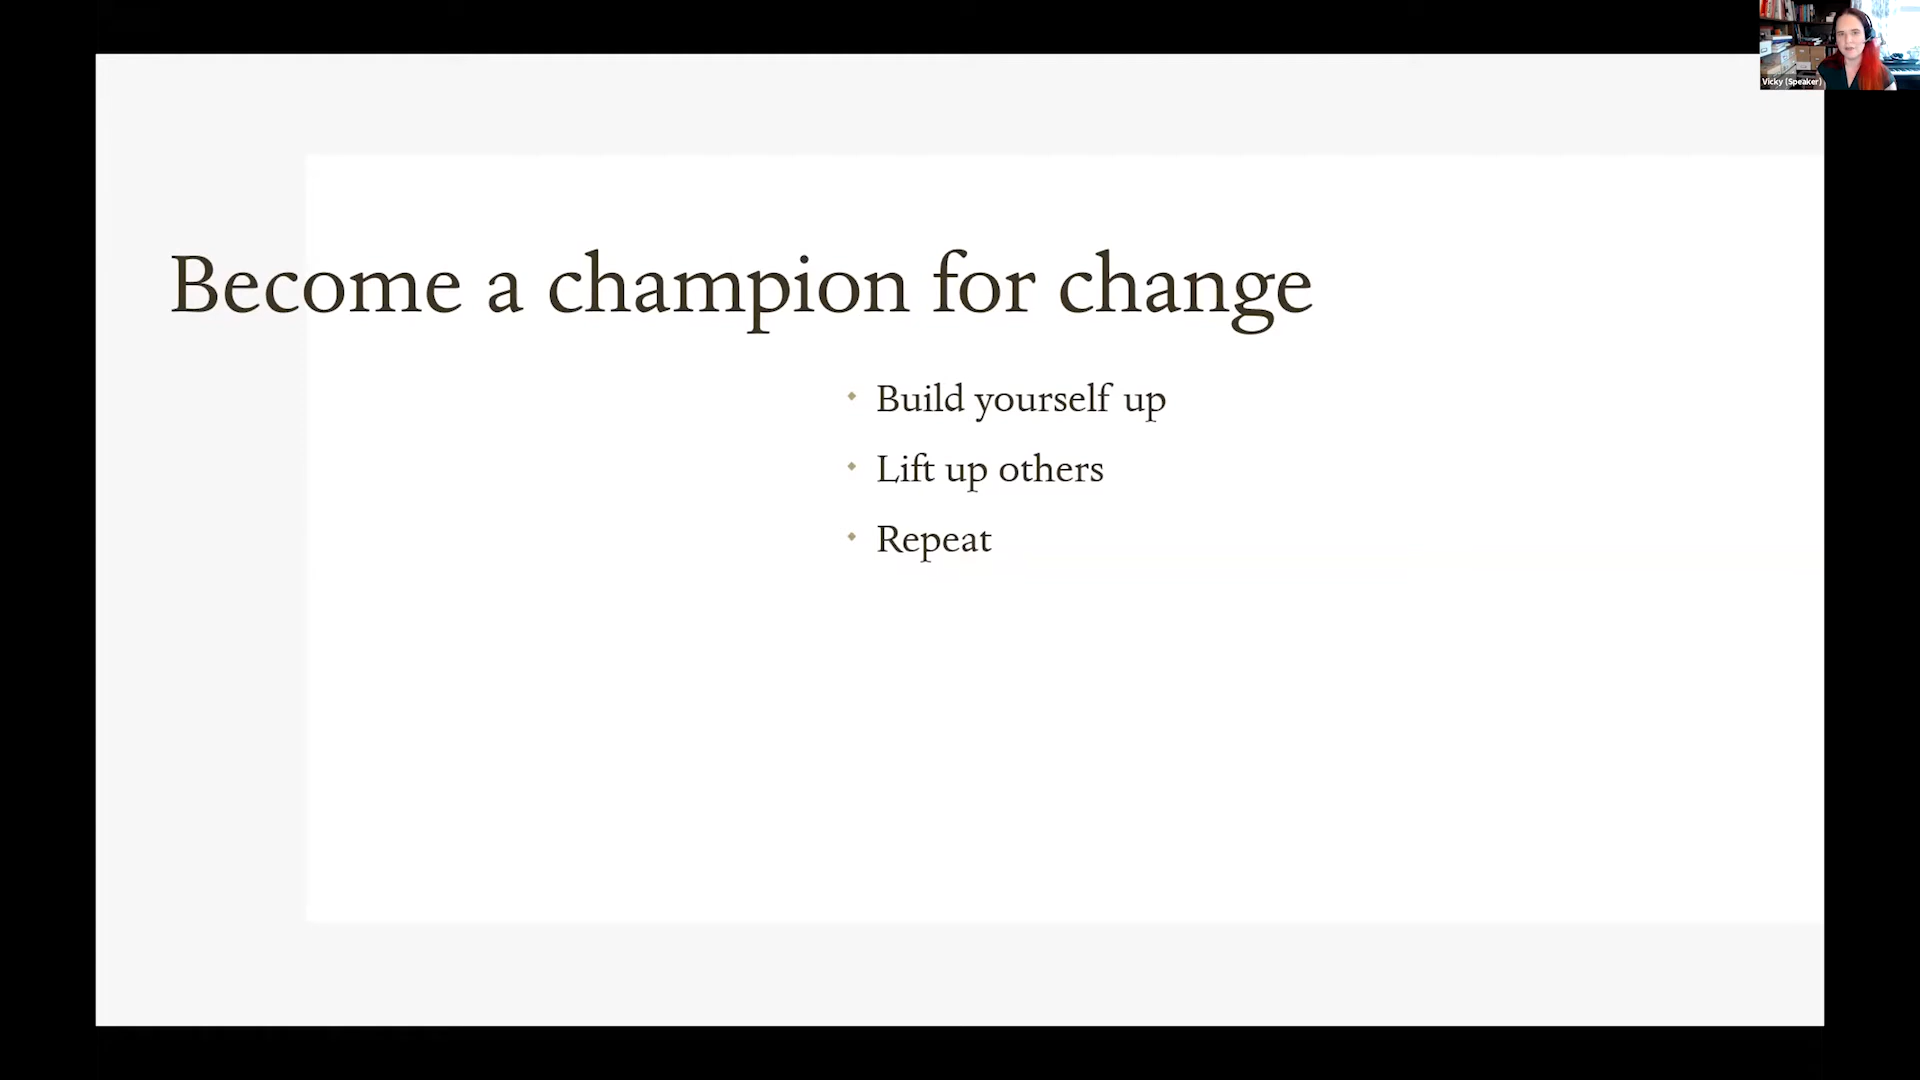 Vicky (Speaker)
Become a champion for change
Build yourself up
Lift up others
Repeat